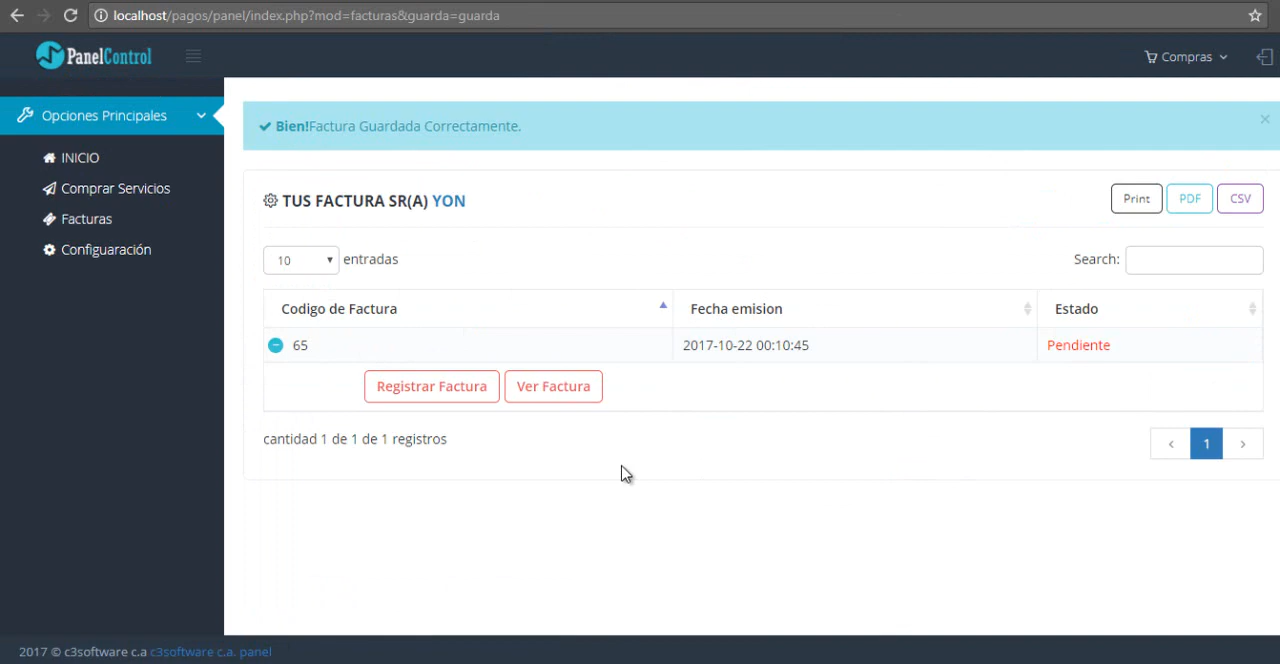 localhost/pagos/panel/index.php?mod=facturas&guarda=guarda
PanelControl
Compras
Opciones Principales
INICIO
Comprar Servicios
Facturas
Configuaración
Bien!Factura Guardada Correctamente.
×
TUS FACTURA SR(A) YON
Print PDF CSV
10 entradas
Search:
Codigo de Factura Fecha emision Estado
65 2017-10-22 00:10:45 Pendiente
Registrar Factura Ver Factura
cantidad 1 de 1 de 1 registros
‹ 1 ›
2017 © c3software c.a c3software c.a. panel